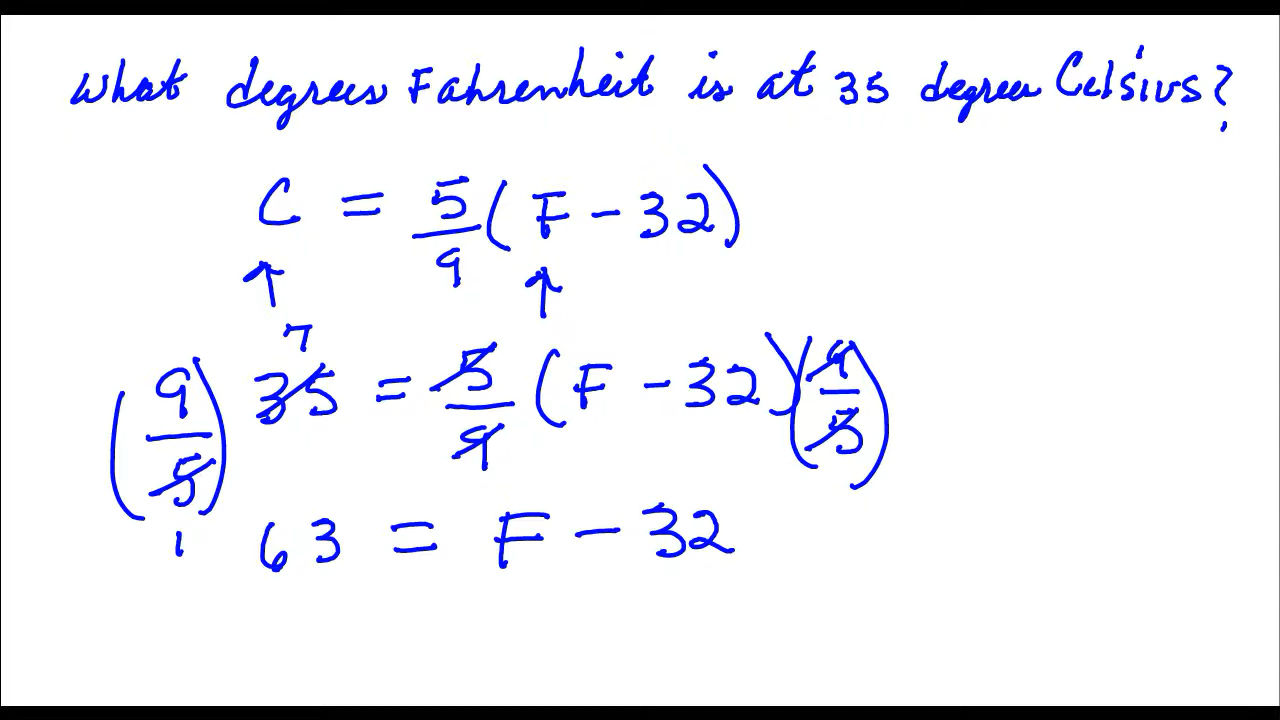 What degrees Fahrenheit is at 35 degree Celsius?
C = 5/9 (F - 32)
↑ ↑
(9/5) 35 7 = 5/9 (F - 32) (9/5)
1 63 = F - 32